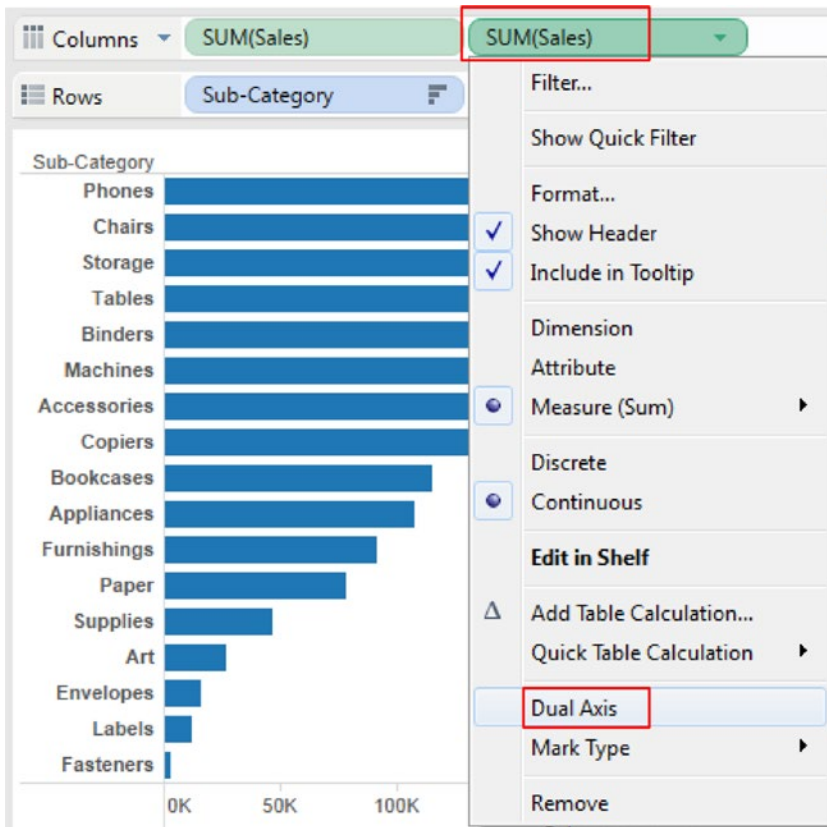 Columns SUM(Sales) SUM(Sales)
Rows Sub-Category
Sub-Category
Phones
Chairs
Storage
Tables
Binders
Machines
Accessories
Copiers
Bookcases
Appliances
Furnishings
Paper
Supplies
Art
Envelopes
Labels
Fasteners
0K 50K 100K
Filter...
Show Quick Filter
Format...
Show Header
Include in Tooltip
Dimension
Attribute
Measure (Sum)
Discrete
Continuous
Edit in Shelf
Δ Add Table Calculation...
Quick Table Calculation
Dual Axis
Mark Type
Remove